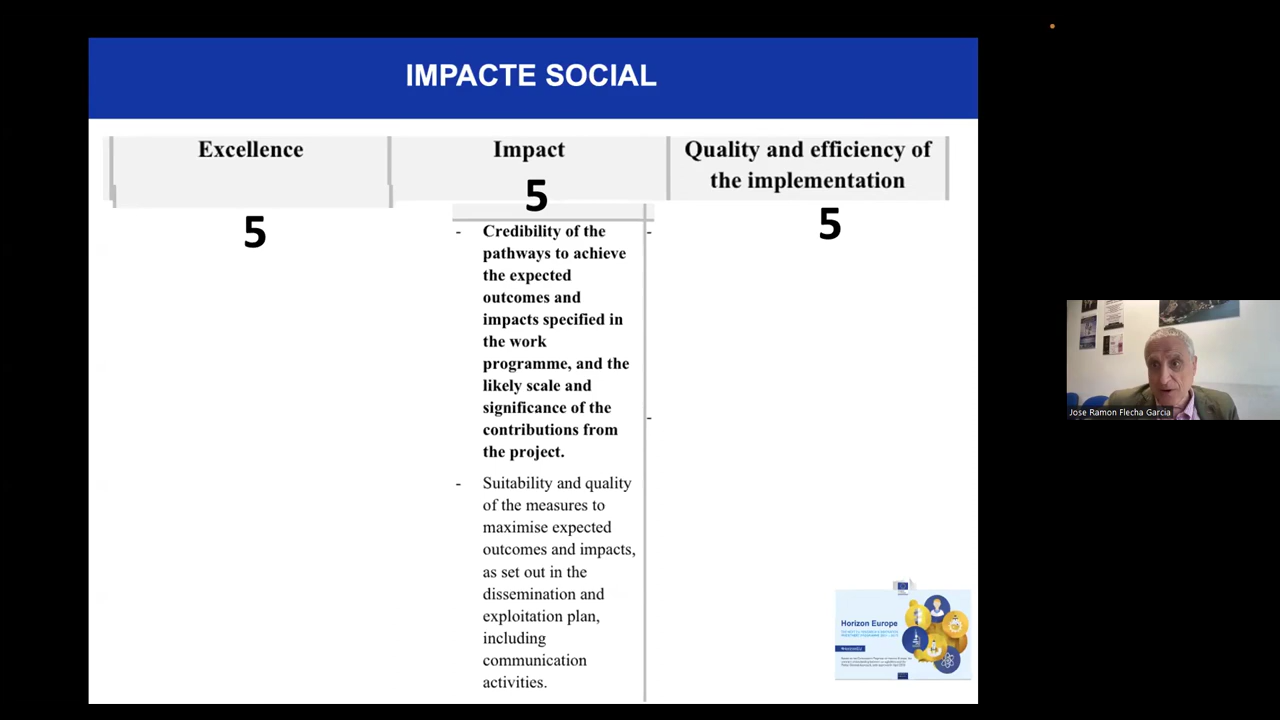 IMPACTE SOCIAL
Excellence
Impact
Quality and efficiency of
the implementation
5
5
5
- Credibility of the
pathways to achieve
the expected
outcomes and
impacts specified in
the work
programme, and the
likely scale and
significance of the
contributions from
the project.
- Suitability and quality
of the measures to
maximise expected
outcomes and impacts,
as set out in the
dissemination and
exploitation plan,
including
communication
activities.
-
-
Horizon Europe
Jose Ramon Flecha Garcia